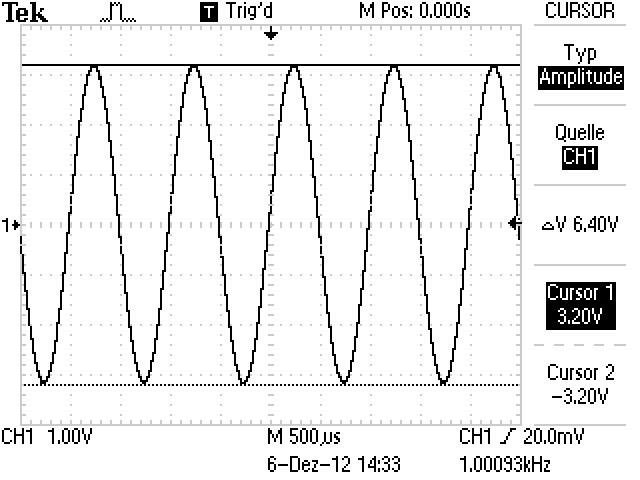 Tek T Trig'd M Pos: 0.000s CURSOR
Typ
Amplitude
Quelle
CH1
1
△V 6.40V
Cursor 1
3.20V
Cursor 2
-3.20V
CH1 1.00V M 500µs CH1 20.0mV
6-Dez-12 14:33 1.00093kHz